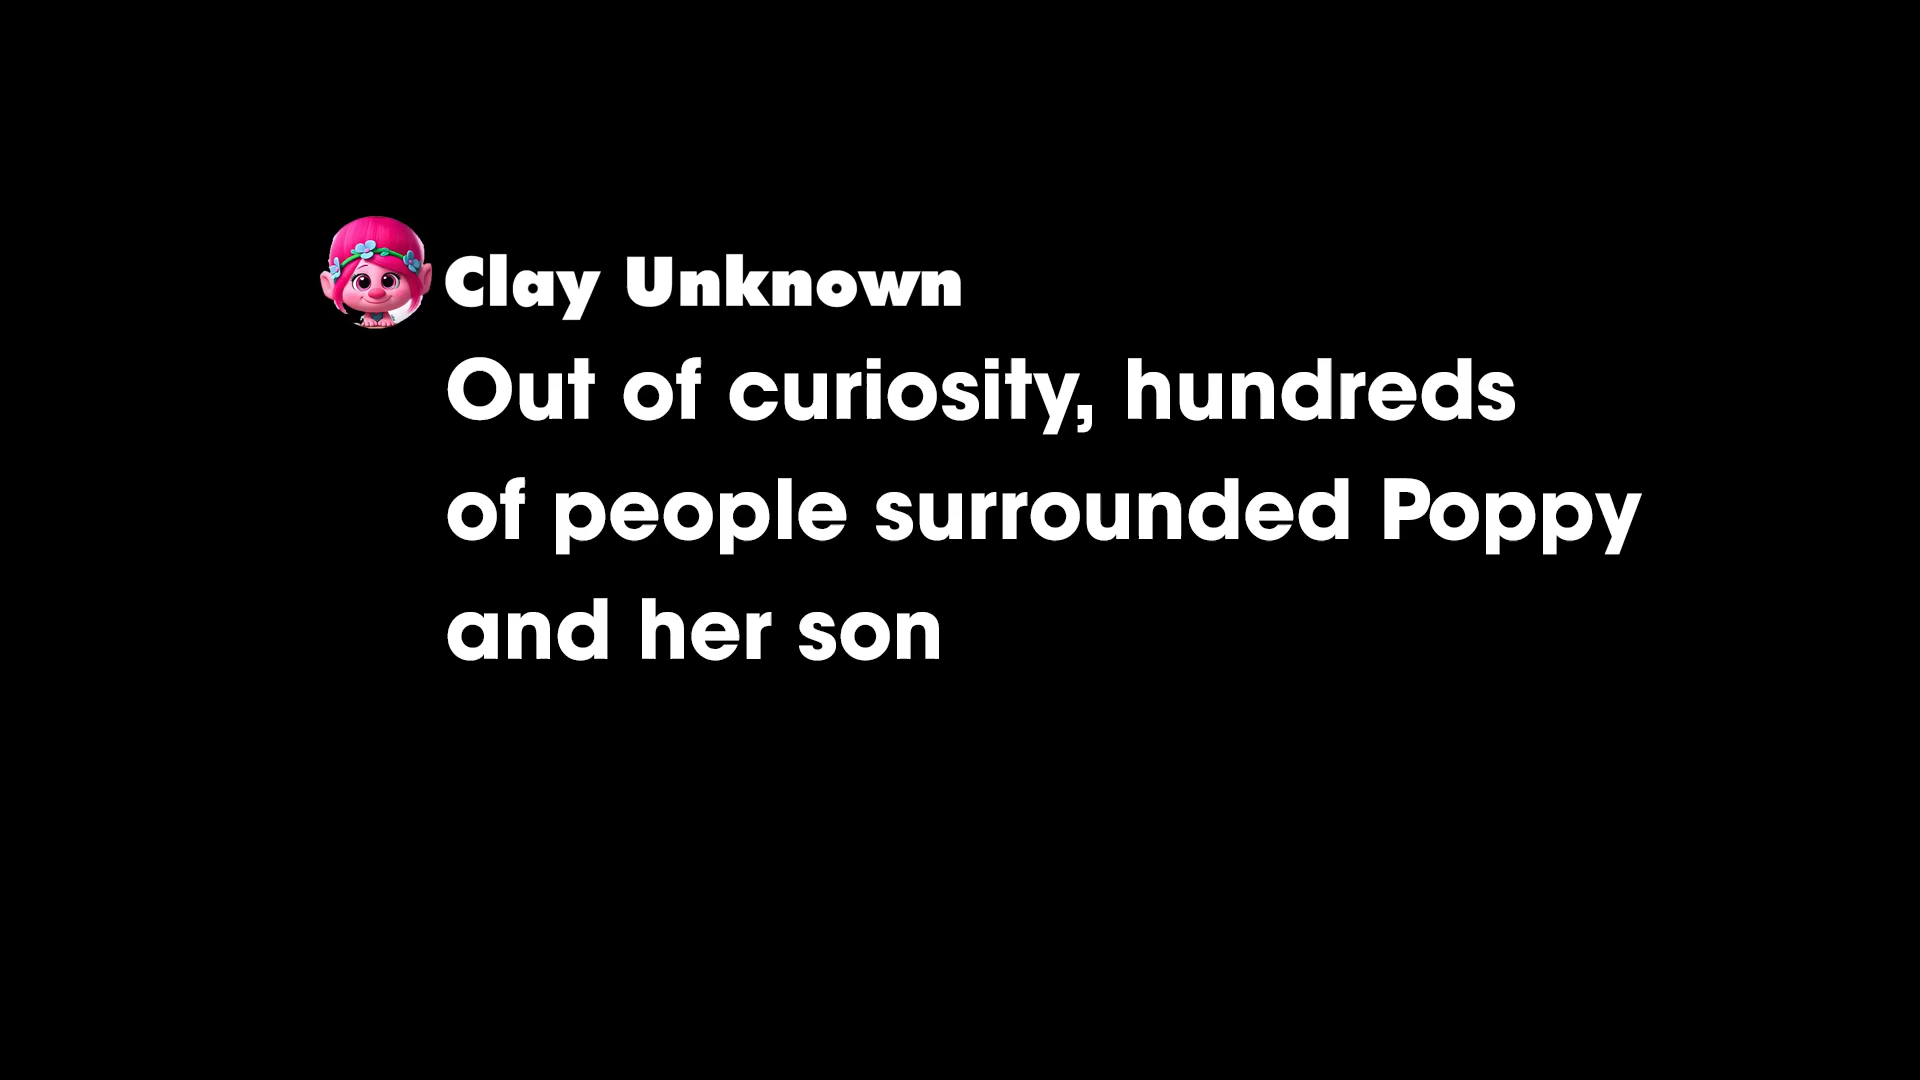 Clay Unknown
Out of curiosity, hundreds
of people surrounded Poppy
and her son